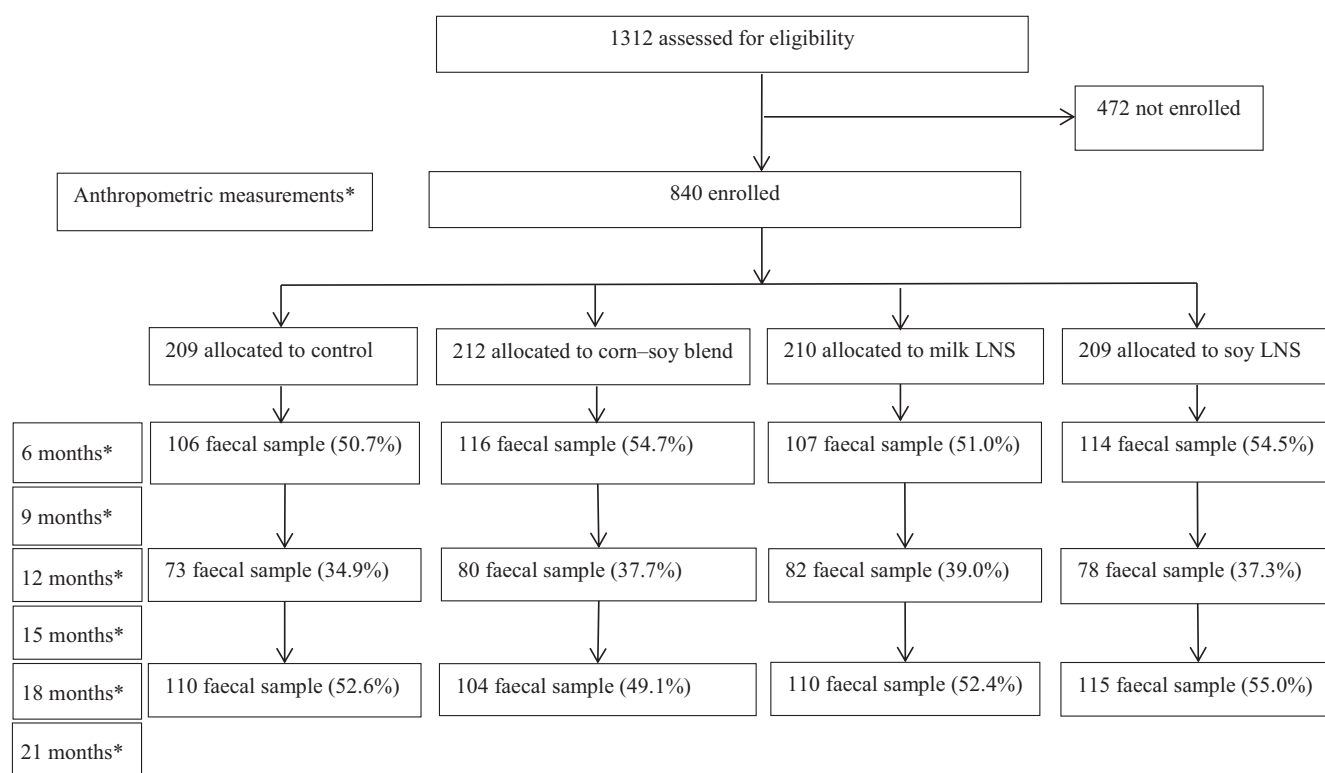 1312 assessed for eligibility
472 not enrolled
Anthropometric measurements*
840 enrolled
209 allocated to control
212 allocated to corn–soy blend
210 allocated to milk LNS
209 allocated to soy LNS
6 months*
106 faecal sample (50.7%)
116 faecal sample (54.7%)
107 faecal sample (51.0%)
114 faecal sample (54.5%)
9 months*
12 months*
73 faecal sample (34.9%)
80 faecal sample (37.7%)
82 faecal sample (39.0%)
78 faecal sample (37.3%)
15 months*
18 months*
110 faecal sample (52.6%)
104 faecal sample (49.1%)
110 faecal sample (52.4%)
115 faecal sample (55.0%)
21 months*